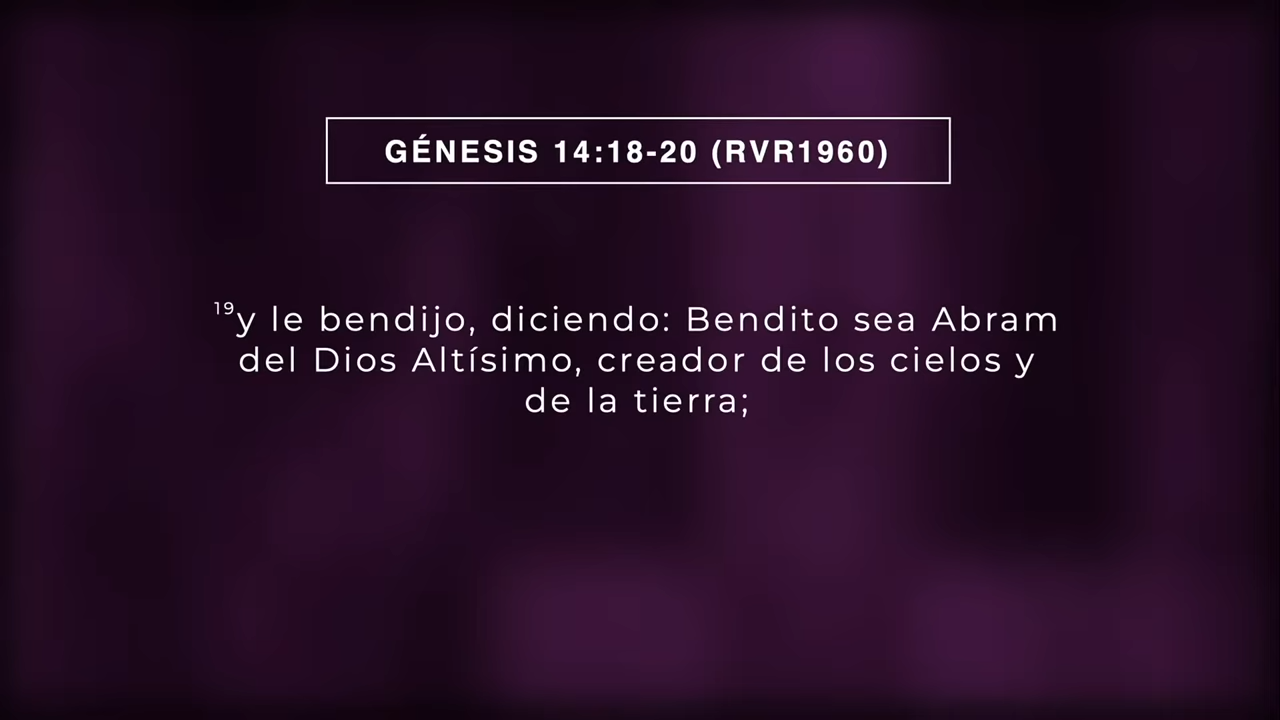 GÉNESIS 14:18-20 (RVR1960)
¹⁹y le bendijo, diciendo: Bendito sea Abram
del Dios Altísimo, creador de los cielos y
de la tierra;